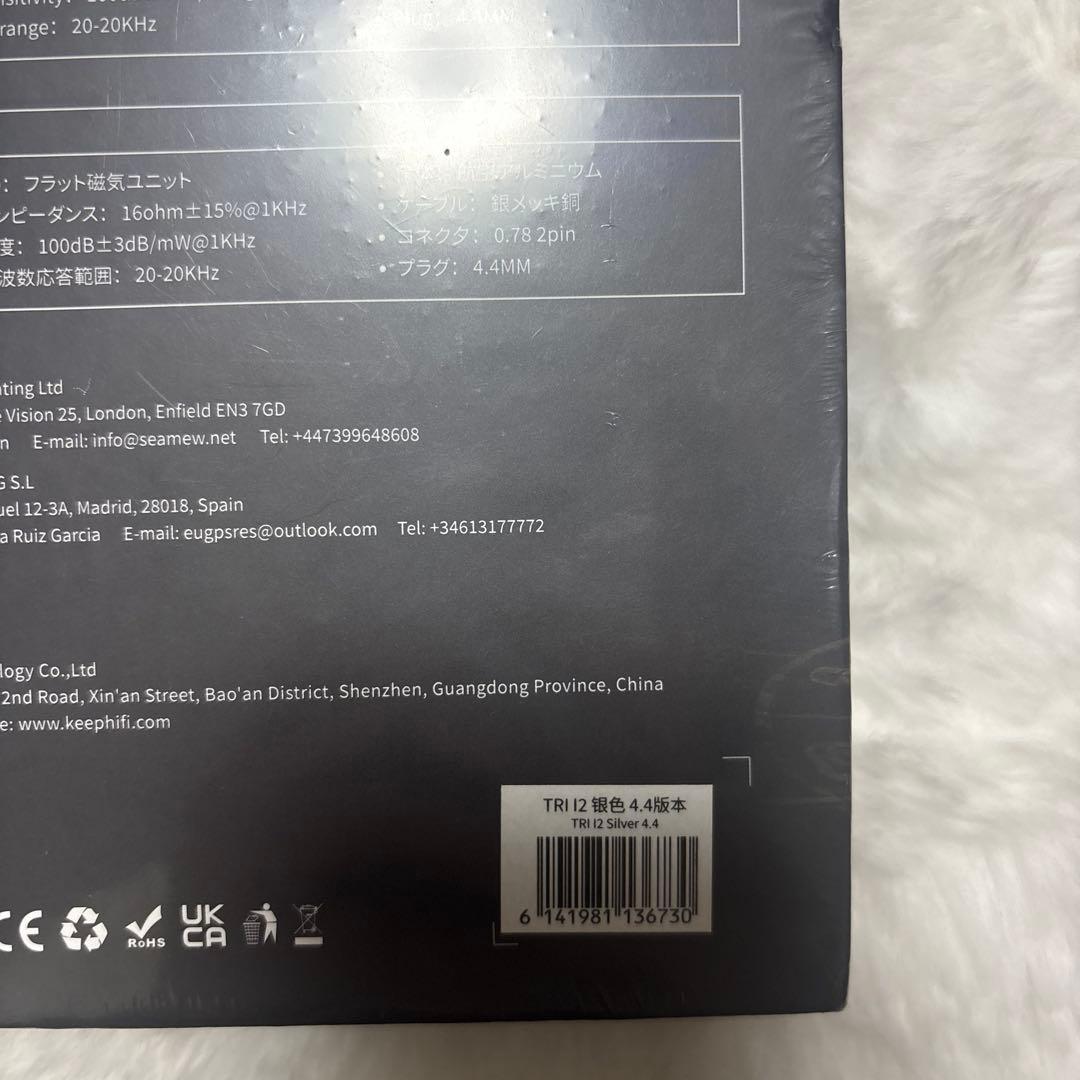 range: 20-20KHz
フラット磁気ユニット
ンピーダンス: 16ohm±15%@1KHz
度: 100dB±3dB/mW@1KHz
波数応答範囲: 20-20KHz
アルミニウム
• ケーブル: 銀メッキ銅
• コネクタ: 0.78 2pin
• プラグ: 4.4MM
ting Ltd
e Vision 25, London, Enfield EN3 7GD
n E-mail: info@seamew.net Tel: +447399648608
G S.L
uel 12-3A, Madrid, 28018, Spain
a Ruiz Garcia E-mail: eugpsres@outlook.com Tel: +34613177772
logy Co.,Ltd
2nd Road, Xin'an Street, Bao'an District, Shenzhen, Guangdong Province, China
e: www.keephifi.com
TRI I2 银色 4.4版本
TRI I2 Silver 4.4
6 141981 136730
CE
RoHS
UK
CA